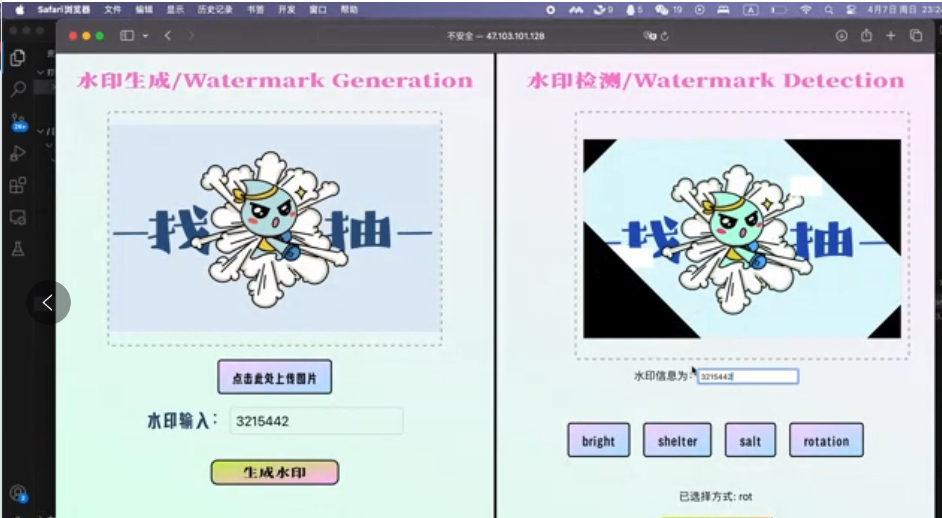 Safari浏览器 文件 编辑 显示 历史记录 书签 开发 窗口 帮助
9 5 19 A 4月7日 周日 23:2
不安全 — 47.103.101.128
水印生成/Watermark Generation
找 抽
点击此处上传图片
水印输入：
3215442
生成水印
水印检测/Watermark Detection
找 抽
水印信息为：
3215442
bright shelter salt rotation
已选择方式: rot